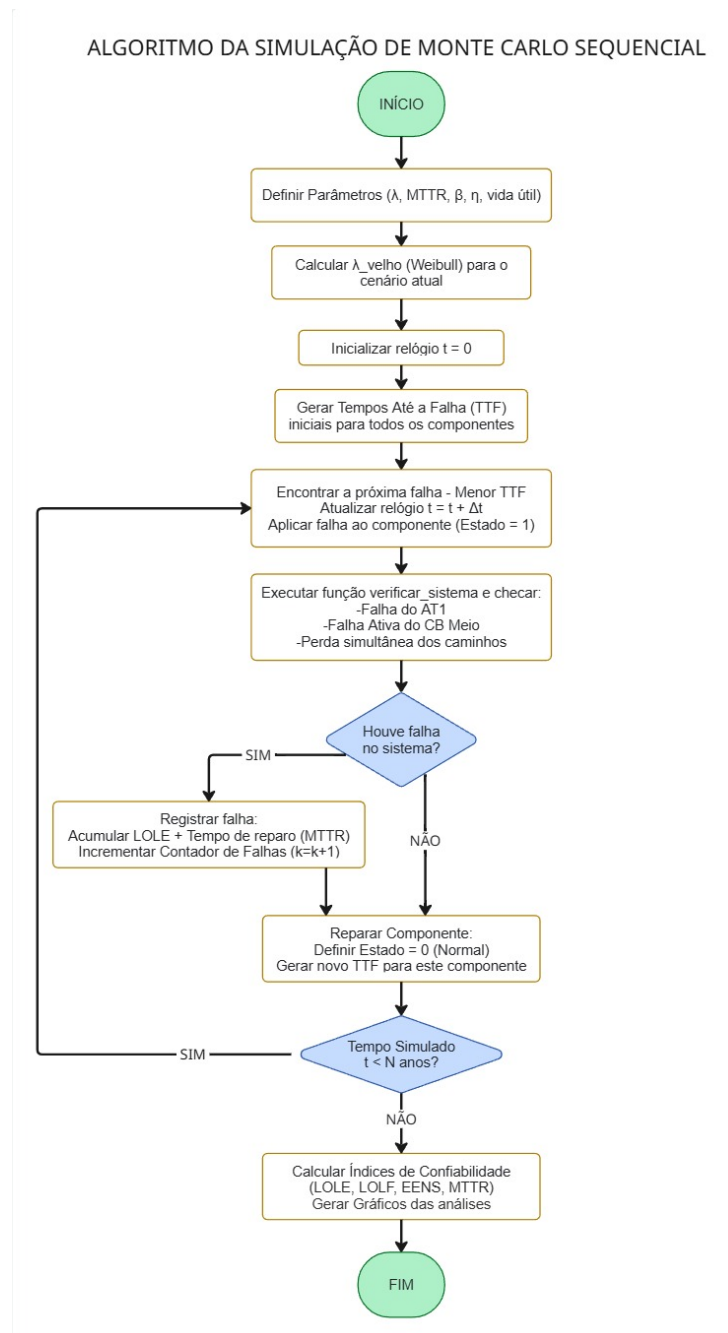 ALGORITMO DA SIMULAÇÃO DE MONTE CARLO SEQUENCIAL
INÍCIO
Definir Parâmetros (λ, MTTR, β, η, vida útil)
Calcular λ_velho (Weibull) para o
cenário atual
Inicializar relógio t = 0
Gerar Tempos Até a Falha (TTF)
iniciais para todos os componentes
Encontrar a próxima falha - Menor TTF
Atualizar relógio t = t + Δt
Aplicar falha ao componente (Estado = 1)
Executar função verificar_sistema e checar:
-Falha do AT1
-Falha Ativa do CB Meio
-Perda simultânea dos caminhos
Houve falha
no sistema?
SIM
Registrar falha:
Acumular LOLE + Tempo de reparo (MTTR)
Incrementar Contador de Falhas (k=k+1)
NÃO
Reparar Componente:
Definir Estado = 0 (Normal)
Gerar novo TTF para este componente
Tempo Simulado
t < N anos?
SIM
NÃO
Calcular Índices de Confiabilidade
(LOLE, LOLF, EENS, MTTR)
Gerar Gráficos das análises
FIM